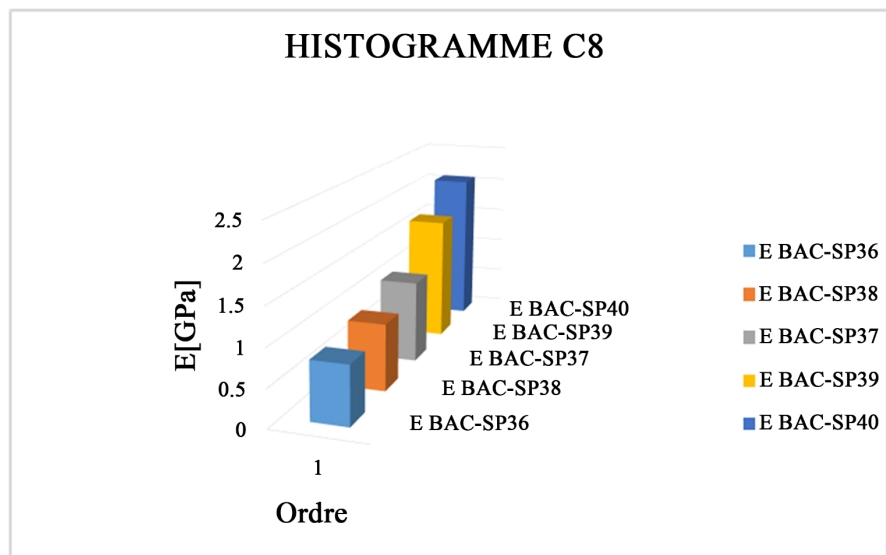 HISTOGRAMME C8
2.5
2
1.5
1
0.5
0
E[GPa]
E BAC-SP40
E BAC-SP39
E BAC-SP37
E BAC-SP38
E BAC-SP36
1
Ordre
E BAC-SP36
E BAC-SP38
E BAC-SP37
E BAC-SP39
E BAC-SP40